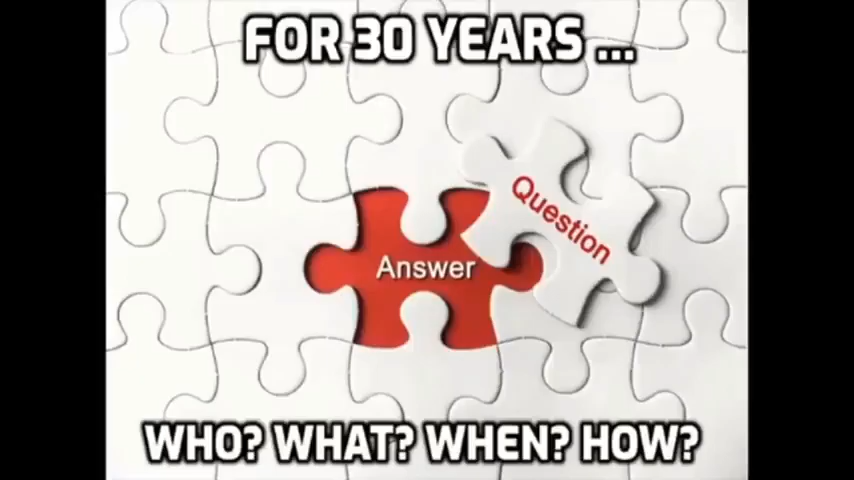 FOR 30 YEARS ...
Question
Answer
WHO? WHAT? WHEN? HOW?